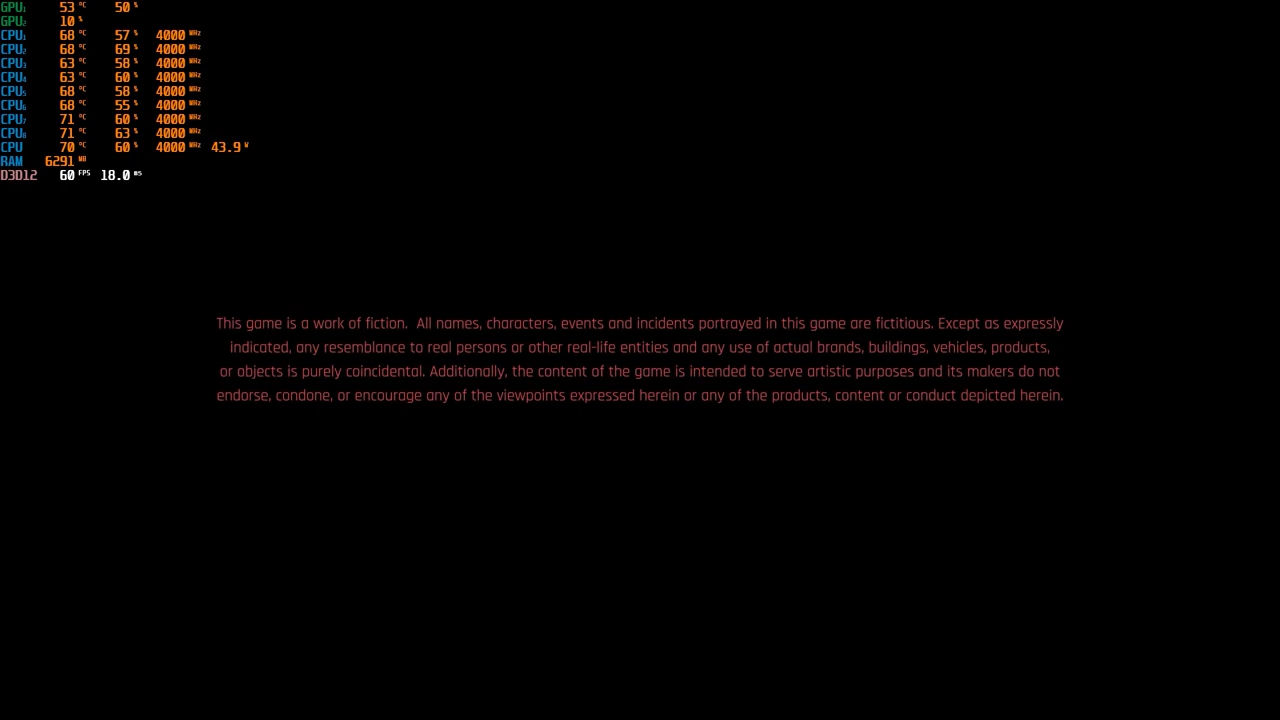 GPU1 53 °C 50 %
GPU2 10 %
CPU1 68 °C 57 % 4000 MHz
CPU2 68 °C 69 % 4000 MHz
CPU3 63 °C 58 % 4000 MHz
CPU4 63 °C 60 % 4000 MHz
CPU5 68 °C 58 % 4000 MHz
CPU6 68 °C 55 % 4000 MHz
CPU7 71 °C 60 % 4000 MHz
CPU8 71 °C 63 % 4000 MHz
CPU 70 °C 60 % 4000 MHz 43.9 W
RAM 6291 MB
D3D12 60 FPS 18.0 ms
This game is a work of fiction. All names, characters, events and incidents portrayed in this game are fictitious. Except as expressly
indicated, any resemblance to real persons or other real-life entities and any use of actual brands, buildings, vehicles, products,
or objects is purely coincidental. Additionally, the content of the game is intended to serve artistic purposes and its makers do not
endorse, condone, or encourage any of the viewpoints expressed herein or any of the products, content or conduct depicted herein.